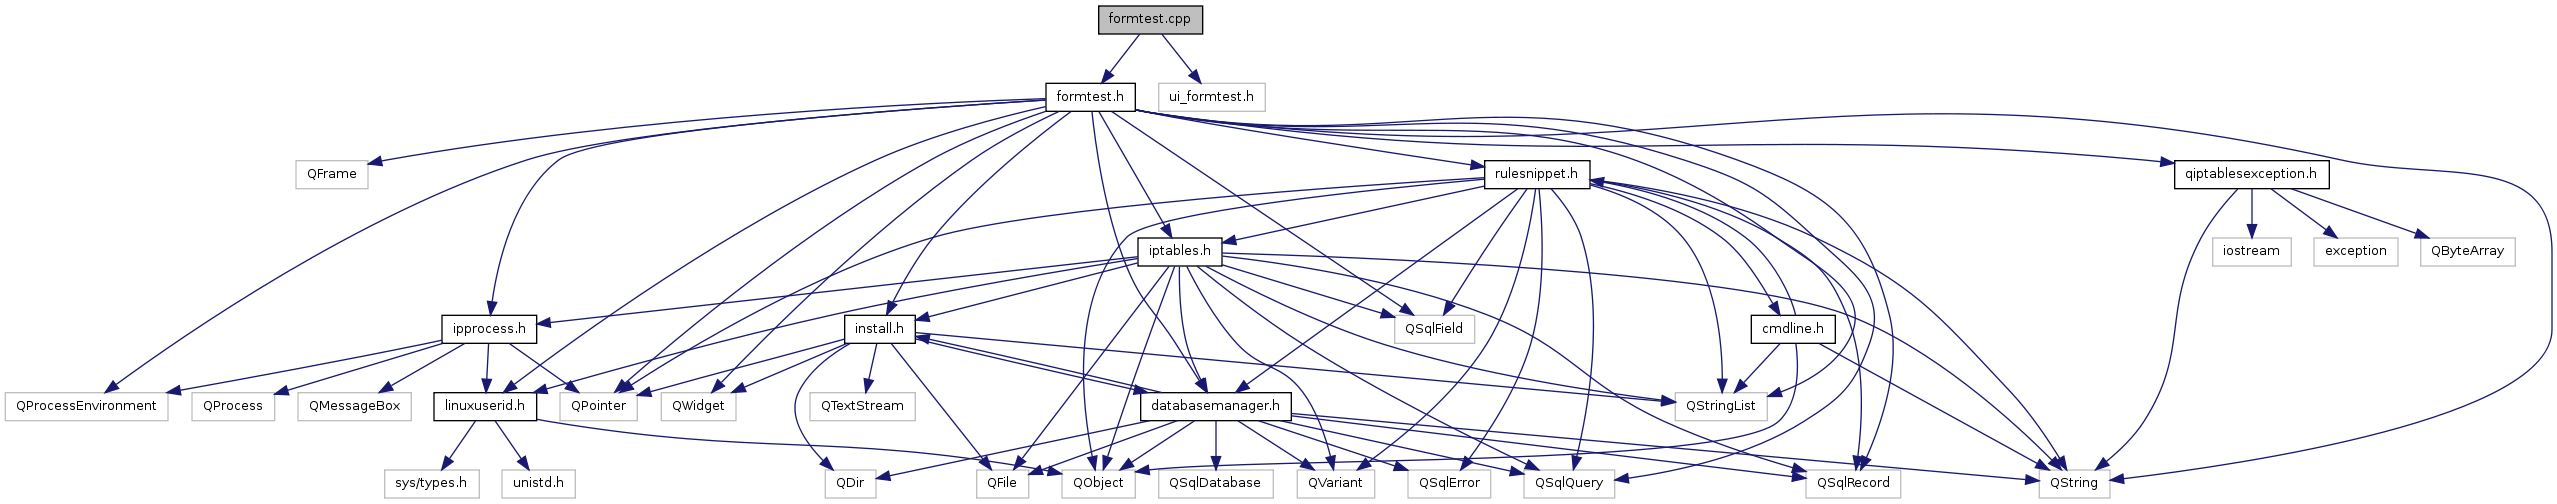 formtest.cpp
formtest.h
ui_formtest.h
QFrame
rulesnippet.h
qiptablesexception.h
iptables.h
iostream
exception
QByteArray
ipprocess.h
install.h
QSqlField
cmdline.h
QProcessEnvironment
QProcess
QMessageBox
linuxuserid.h
QPointer
QWidget
QTextStream
databasemanager.h
QStringList
sys/types.h
unistd.h
QDir
QFile
QObject
QSqlDatabase
QVariant
QSqlError
QSqlQuery
QSqlRecord
QString